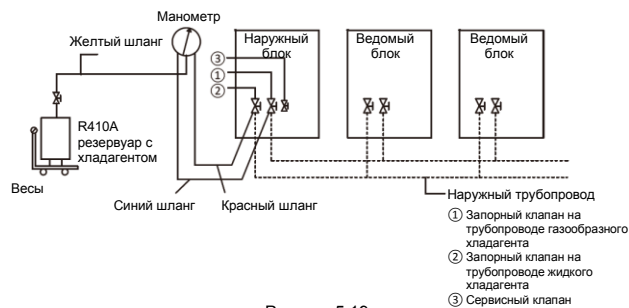 Манометр
Желтый шланг
Наружный
блок
Ведомый
блок
Ведомый
блок
③
①
②
R410A
резервуар с
хладагентом
Весы
Синий шланг
Красный шланг
Наружный трубопровод
① Запорный клапан на
трубопроводе газообразного
хладагента
② Запорный клапан на
трубопроводе жидкого
хладагента
③ Сервисный клапан